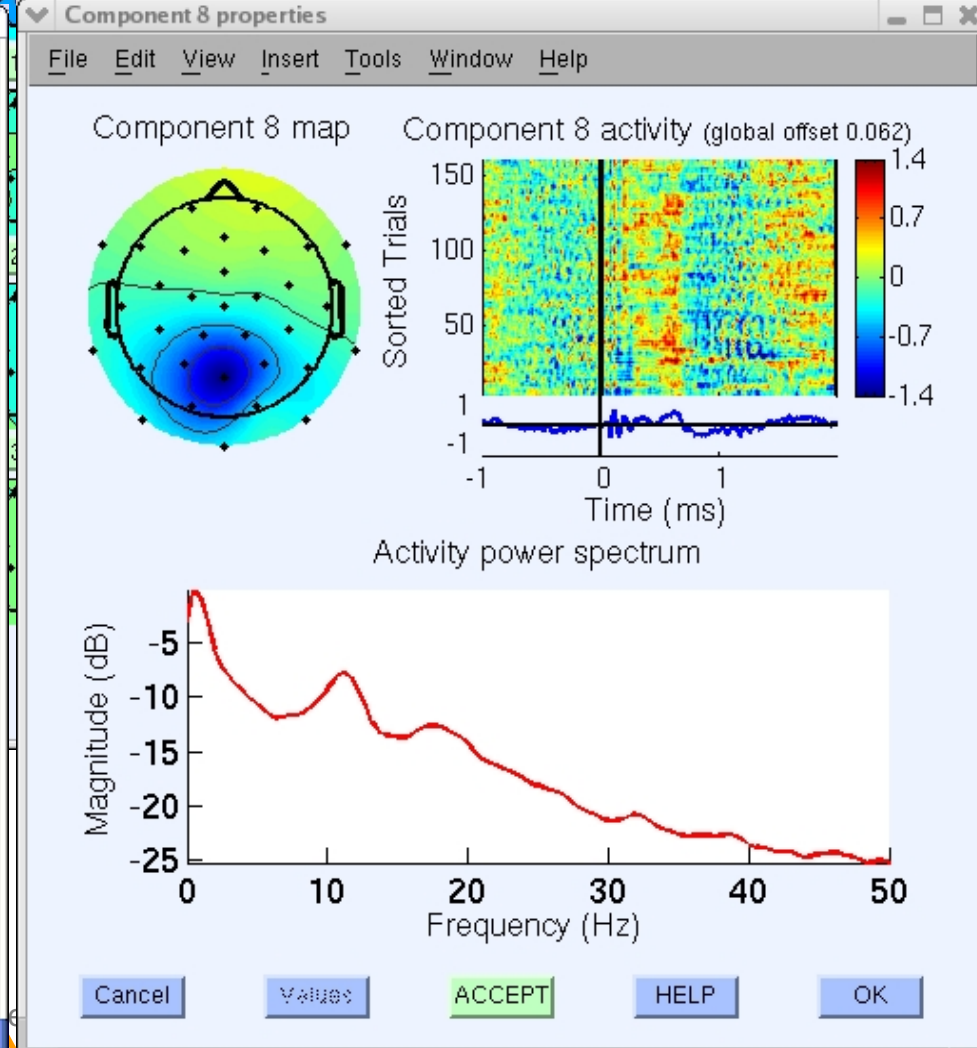 Component 8 properties
File Edit View Insert Tools Window Help
Component 8 map
Component 8 activity (global offset 0.062)
Sorted Trials
150
100
50
1.4
0.7
0
-0.7
-1.4
1
-1
-1 0 1
Time (ms)
Activity power spectrum
Magnitude (dB)
-5
-10
-15
-20
-25
0 10 20 30 40 50
Frequency (Hz)
Cancel Values ACCEPT HELP OK